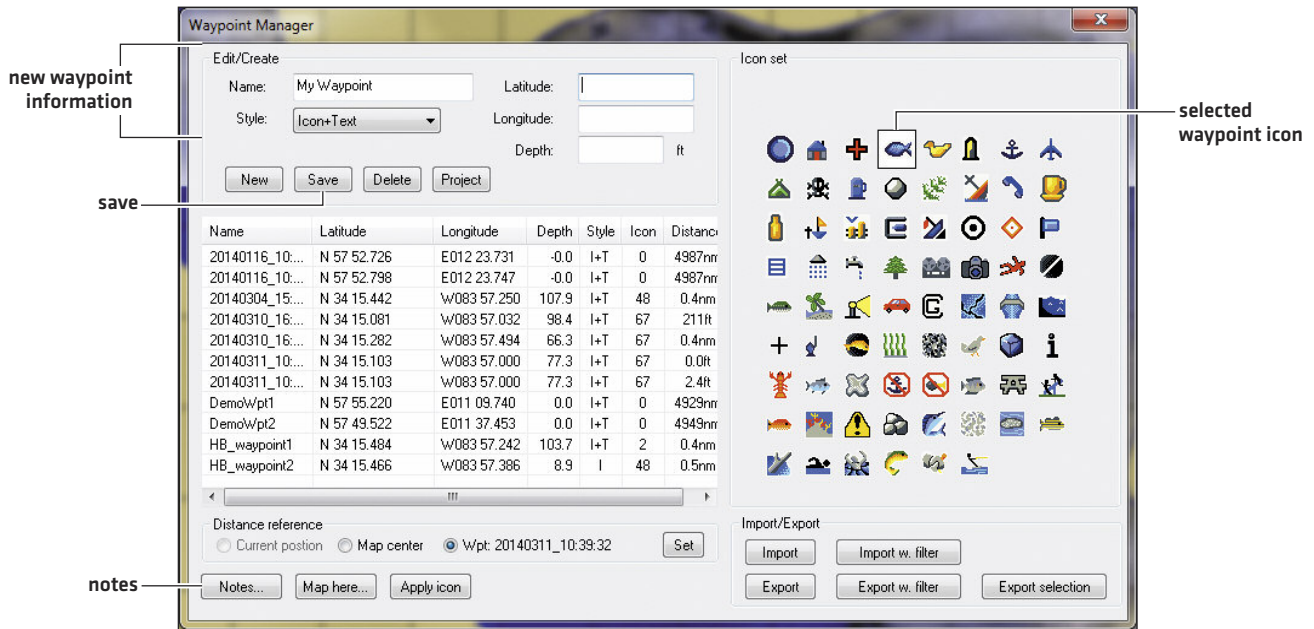 Waypoint Manager
X
new waypoint
information
Edit/Create
Name:
My Waypoint
Latitude:
Style:
Icon+Text
Longitude:
Depth:
ft
New
Save
Delete
Project
save
Name Latitude Longitude Depth Style Icon Distance
20140116_10:... N 57 52.726 E012 23.731 -0.0 I+T 0 4987nm
20140116_10:... N 57 52.798 E012 23.747 -0.0 I+T 0 4987nm
20140304_15:... N 34 15.442 W083 57.250 107.9 I+T 48 0.4nm
20140310_16:... N 34 15.081 W083 57.032 98.4 I+T 67 211ft
20140310_16:... N 34 15.282 W083 57.494 66.3 I+T 67 0.4nm
20140311_10:... N 34 15.103 W083 57.000 77.3 I+T 67 0.0ft
20140311_10:... N 34 15.103 W083 57.000 77.3 I+T 67 2.4ft
DemoWpt1 N 57 55.220 E011 09.740 0.0 I+T 0 4929nm
DemoWpt2 N 57 49.522 E011 37.453 0.0 I+T 0 4949nm
HB_waypoint1 N 34 15.484 W083 57.242 103.7 I+T 2 0.4nm
HB_waypoint2 N 34 15.466 W083 57.386 8.9 I 48 0.5nm
Distance reference
Current postion
Map center
Wpt: 20140311_10:39:32
Set
notes
Notes...
Map here...
Apply icon
Icon set
selected
waypoint icon
Import/Export
Import
Import w. filter
Export
Export w. filter
Export selection